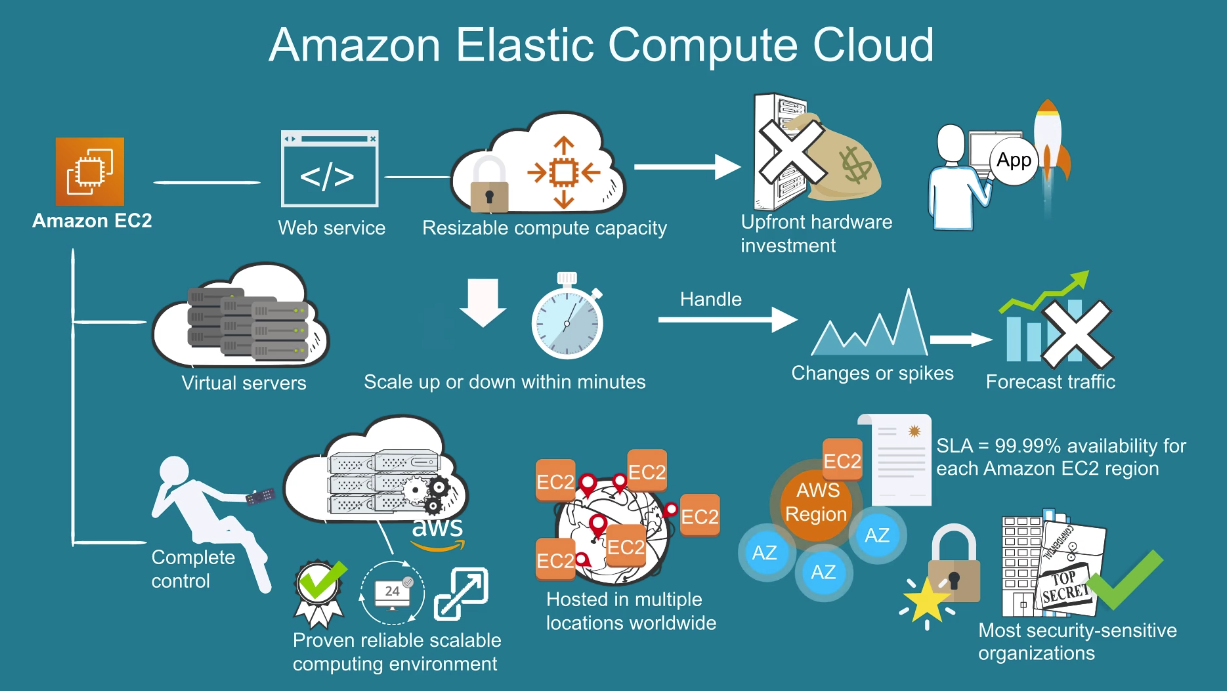 Amazon Elastic Compute Cloud
Amazon EC2
</>
Web service
Resizable compute capacity
$
Upfront hardware
investment
App
Virtual servers
Scale up or down within minutes
Handle
Changes or spikes
Forecast traffic
Complete
control
aws
24
Proven reliable scalable
computing environment
EC2
EC2
EC2
EC2
EC2
Hosted in multiple
locations worldwide
EC2
AWS
Region
AZ
AZ
AZ
SLA = 99.99% availability for
each Amazon EC2 region
CONFIDENTIAL
TOP
SECRET
Most security-sensitive
organizations